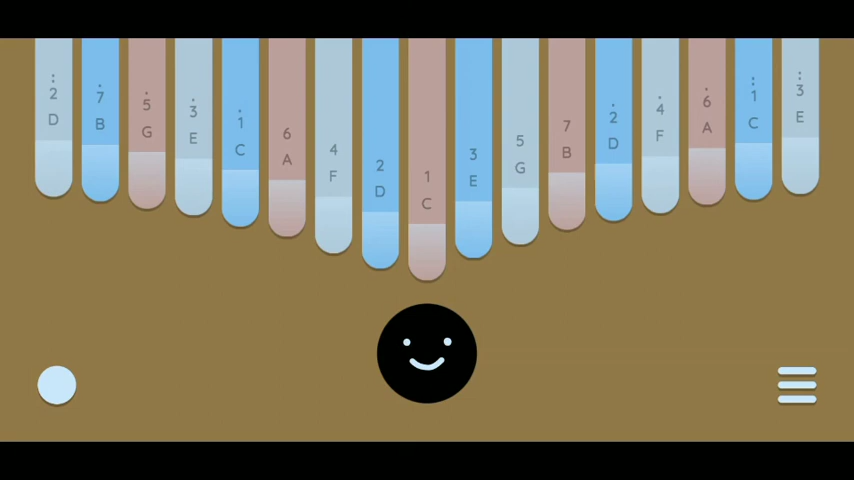 :2 D
·7 B
·5 G
·3 E
·1 C
6 A
4 F
2 D
1 C
3 E
5 G
7 B
·2 D
·4 F
·6 A
:1 C
:3 E